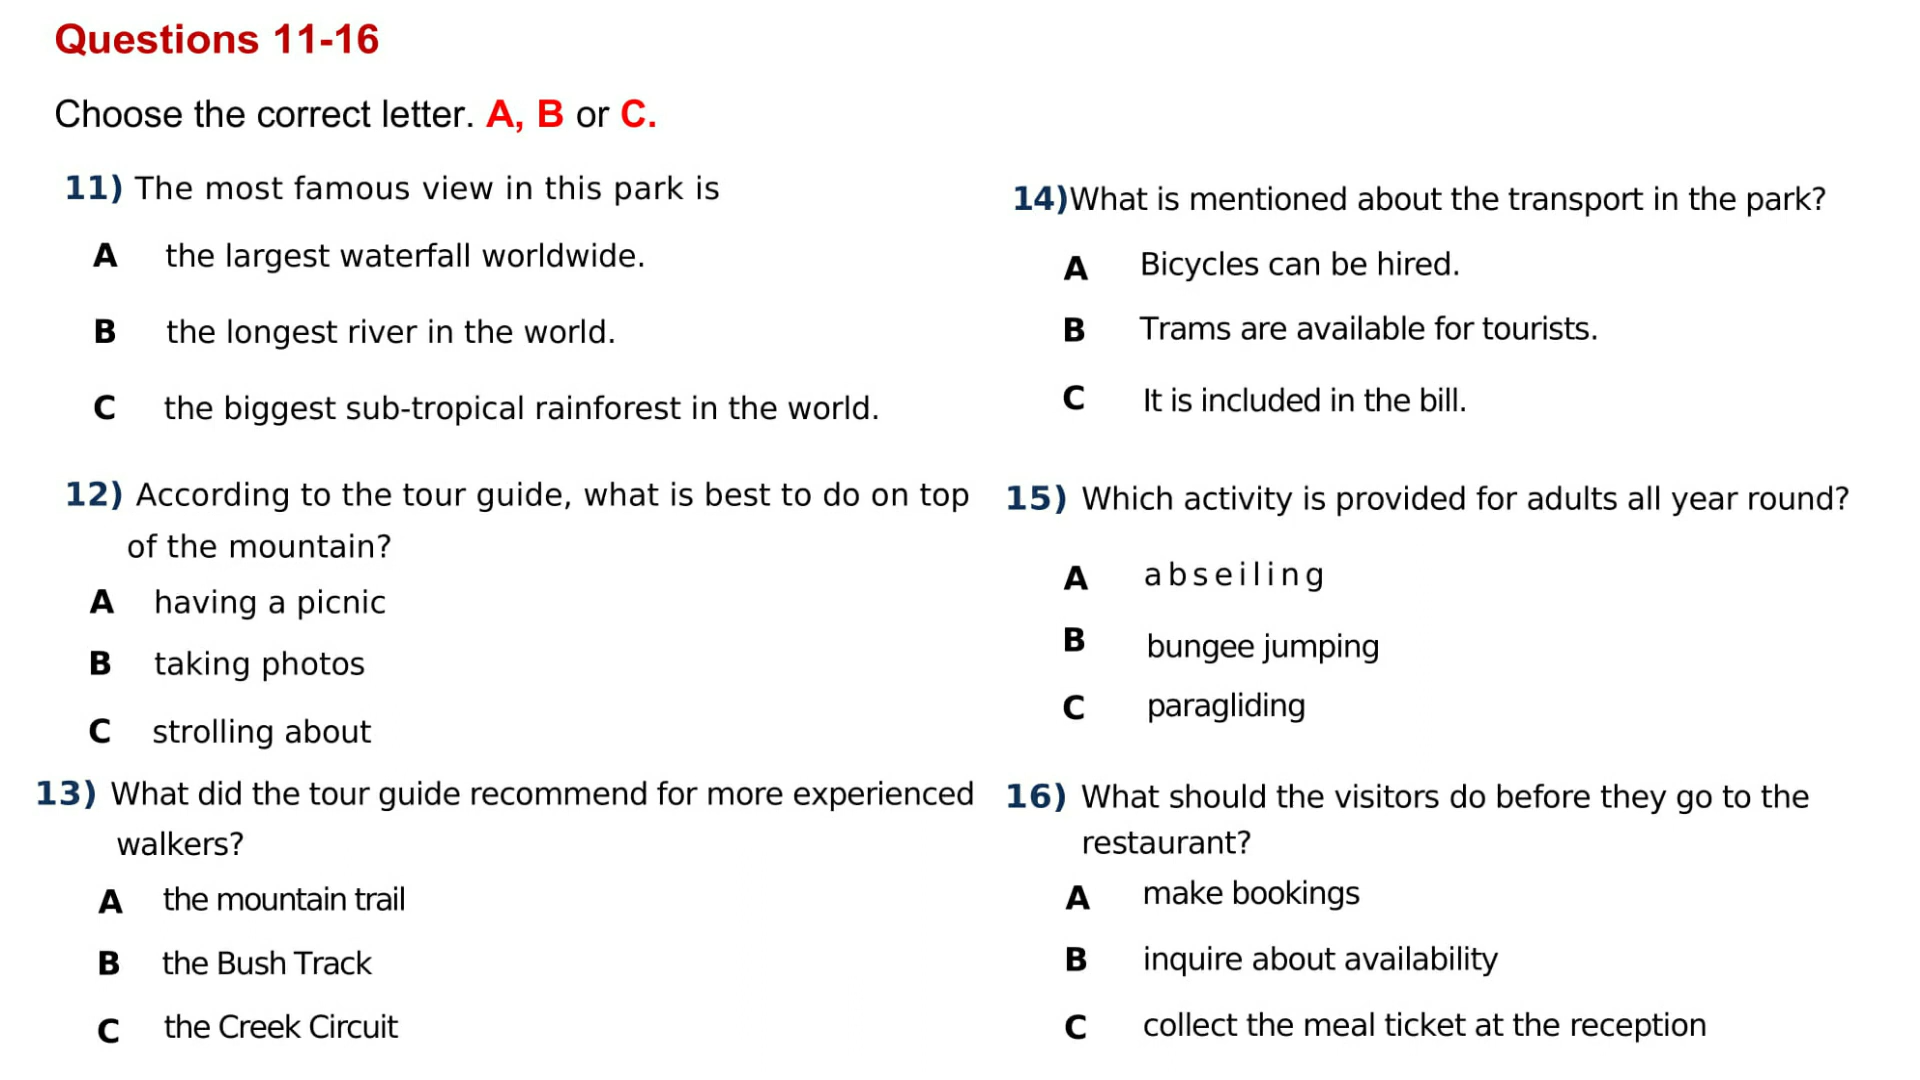 Questions 11-16
Choose the correct letter. A, B or C.
11) The most famous view in this park is
A the largest waterfall worldwide.
B the longest river in the world.
C the biggest sub-tropical rainforest in the world.
12) According to the tour guide, what is best to do on top
of the mountain?
A having a picnic
B taking photos
C strolling about
13) What did the tour guide recommend for more experienced
walkers?
A the mountain trail
B the Bush Track
C the Creek Circuit
14)What is mentioned about the transport in the park?
A Bicycles can be hired.
B Trams are available for tourists.
C It is included in the bill.
15) Which activity is provided for adults all year round?
A abseiling
B bungee jumping
C paragliding
16) What should the visitors do before they go to the
restaurant?
A make bookings
B inquire about availability
C collect the meal ticket at the reception